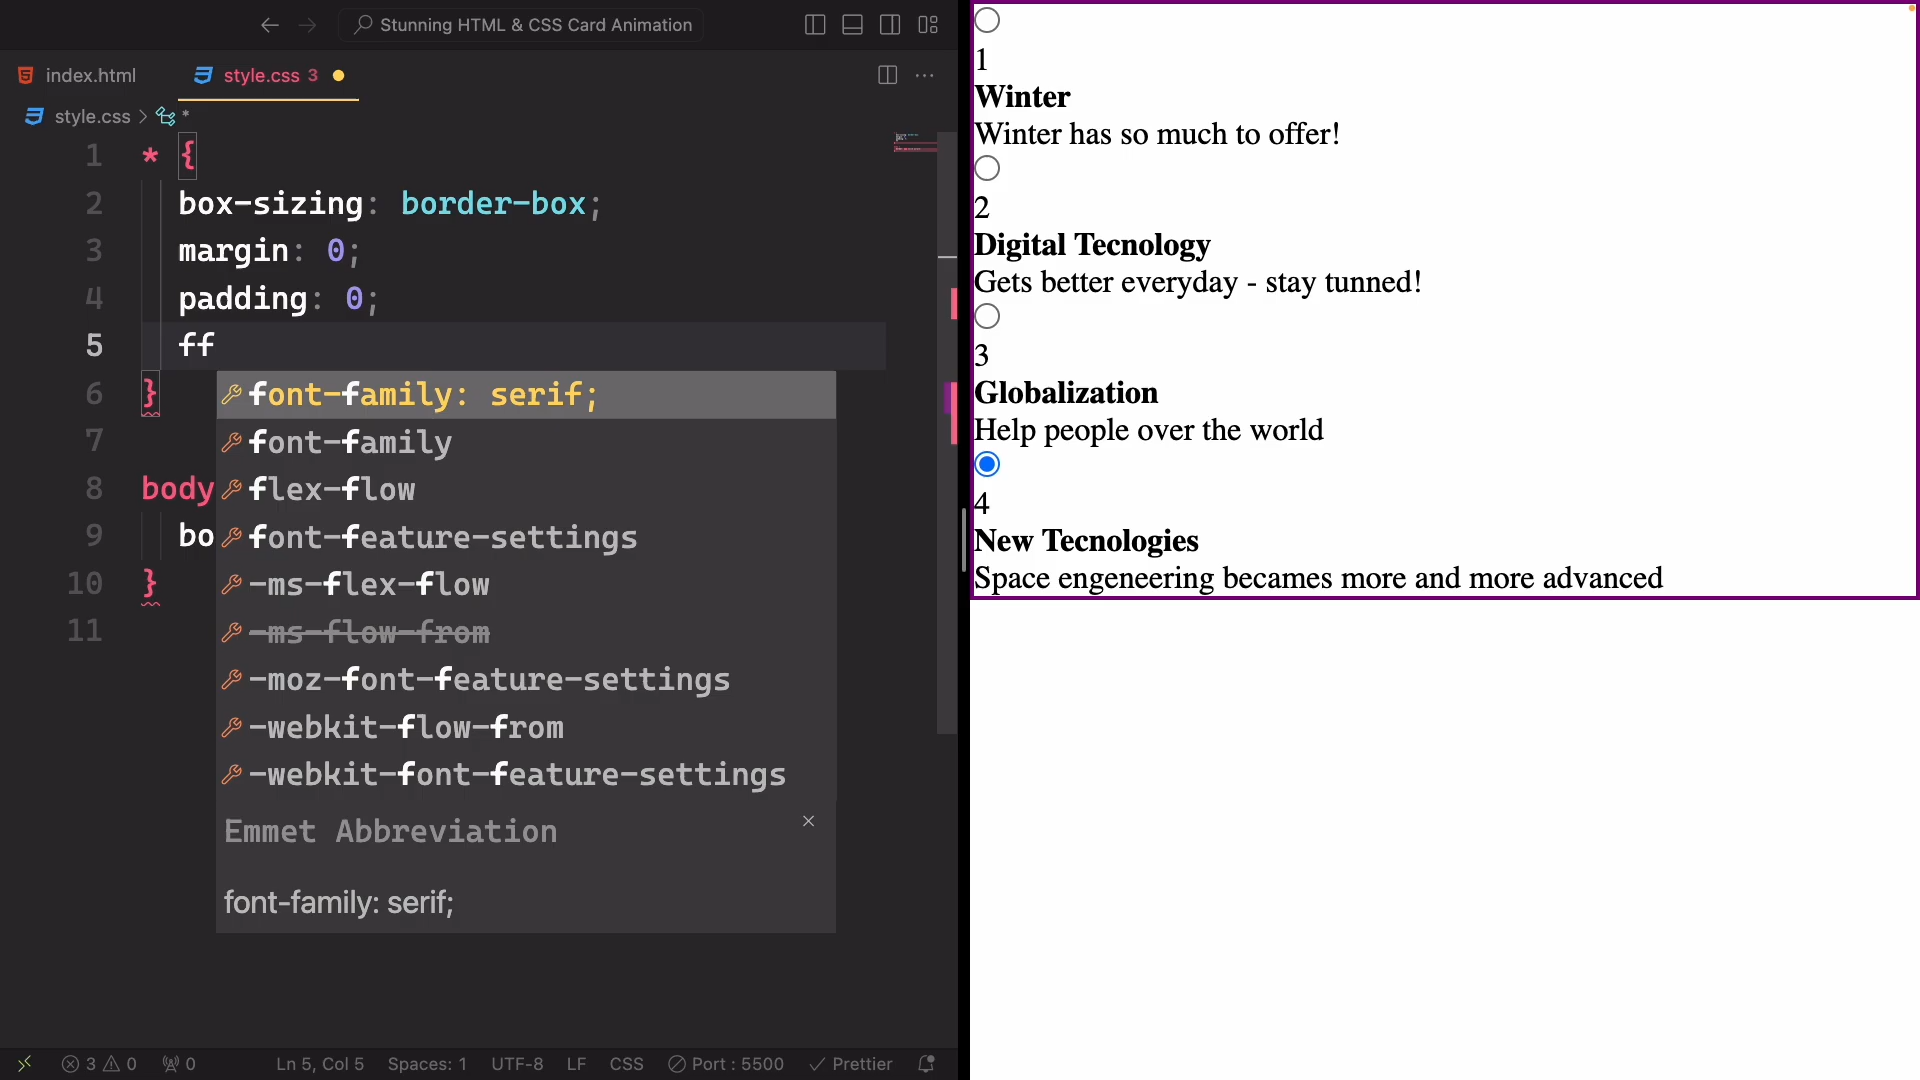 Stunning HTML & CSS Card Animation
index.html
style.css 3
style.css > *
1 * {
2 box-sizing: border-box;
3 margin: 0;
4 padding: 0;
5 ff
6 }
7
8 body
9 bo
10 }
11
font-family: serif;
font-family
flex-flow
font-feature-settings
-ms-flex-flow
-ms-flow-from
-moz-font-feature-settings
-webkit-flow-from
-webkit-font-feature-settings
Emmet Abbreviation
font-family: serif;
3 0 0 Ln 5, Col 5 Spaces: 1 UTF-8 LF CSS Port : 5500 Prettier
1
Winter
Winter has so much to offer!
2
Digital Tecnology
Gets better everyday - stay tunned!
3
Globalization
Help people over the world
4
New Tecnologies
Space engeneering becames more and more advanced